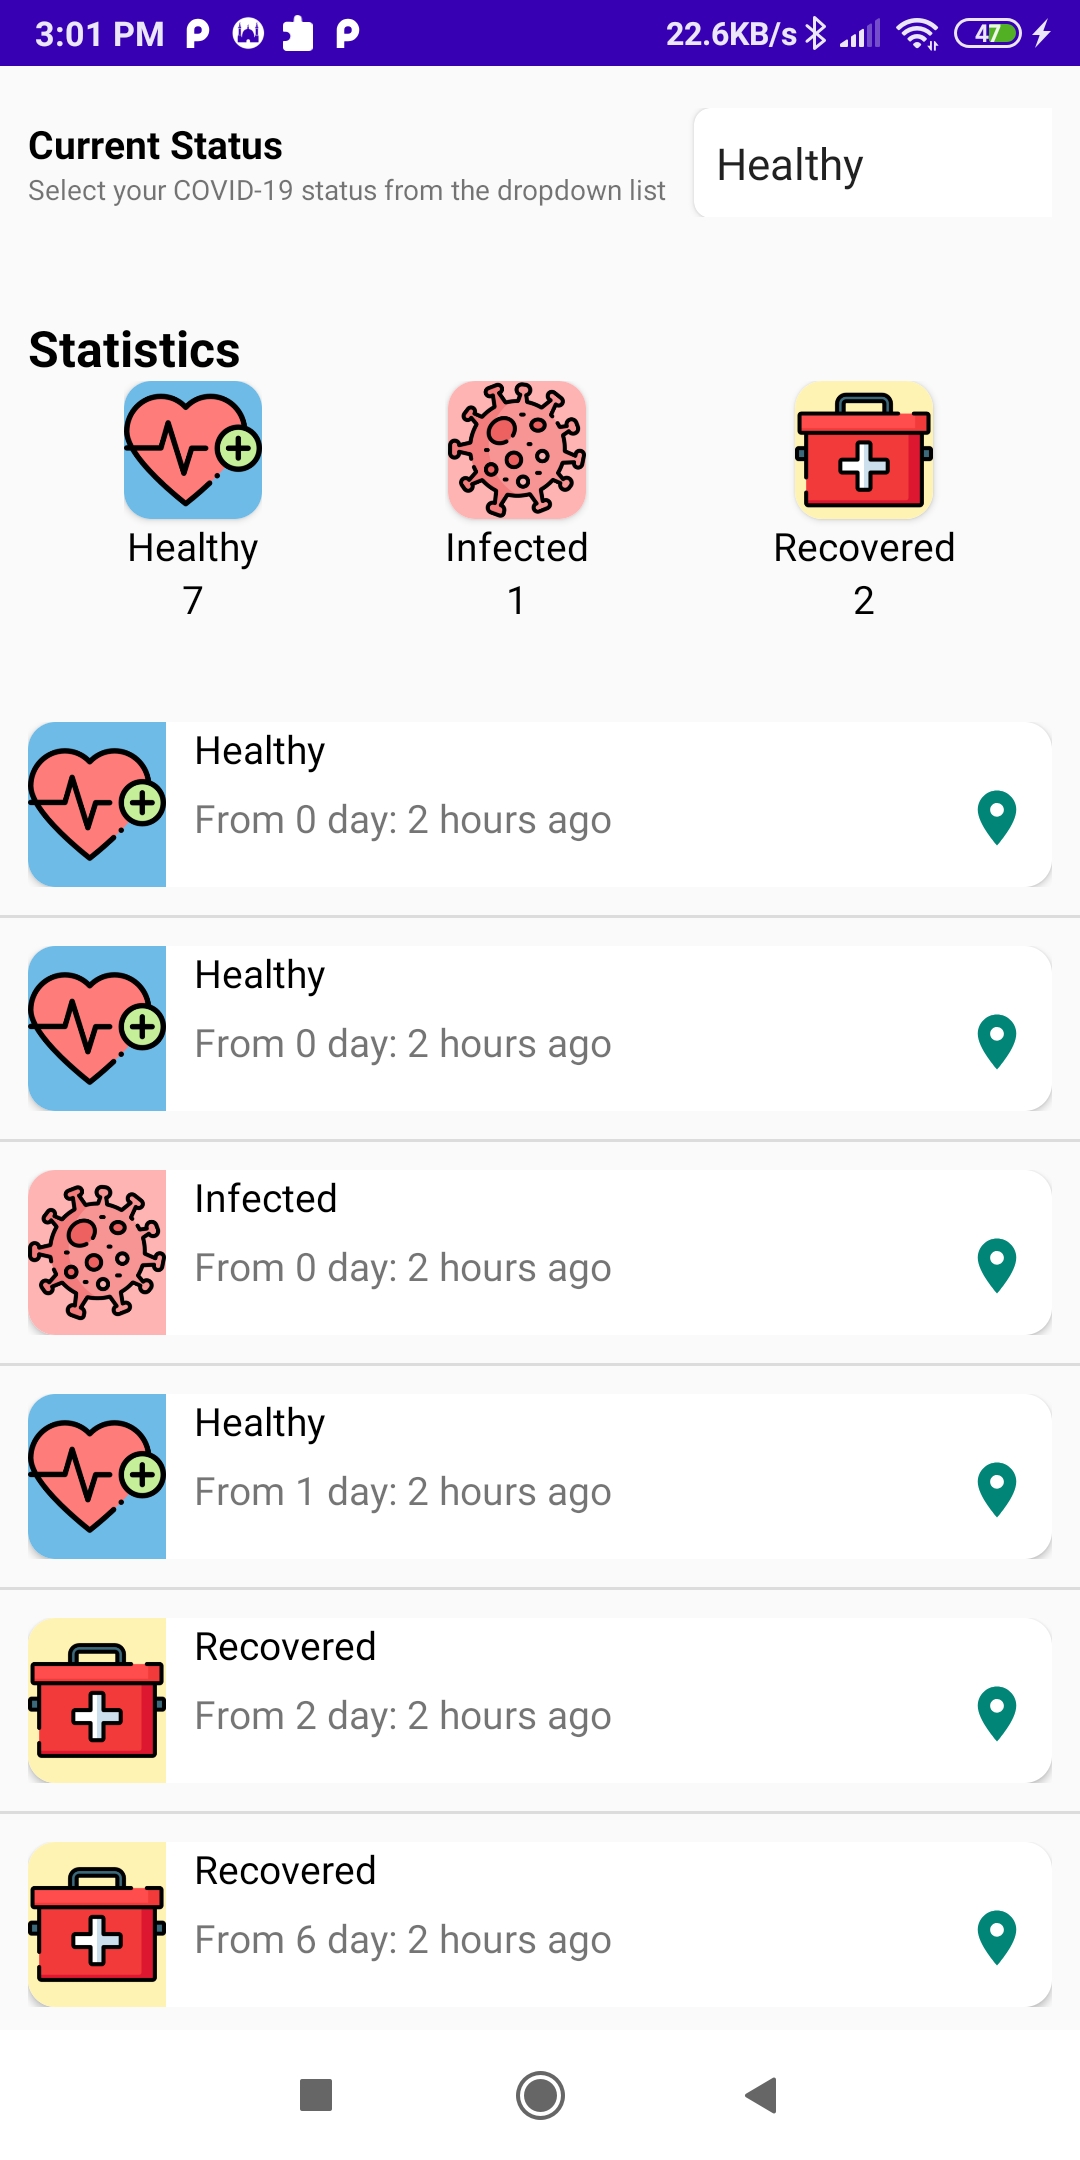 3:01 PM 22.6KB/s 47
Current Status
Select your COVID-19 status from the dropdown list
Healthy
Statistics
Healthy Infected Recovered
7 1 2
Healthy
From 0 day: 2 hours ago
Healthy
From 0 day: 2 hours ago
Infected
From 0 day: 2 hours ago
Healthy
From 1 day: 2 hours ago
Recovered
From 2 day: 2 hours ago
Recovered
From 6 day: 2 hours ago